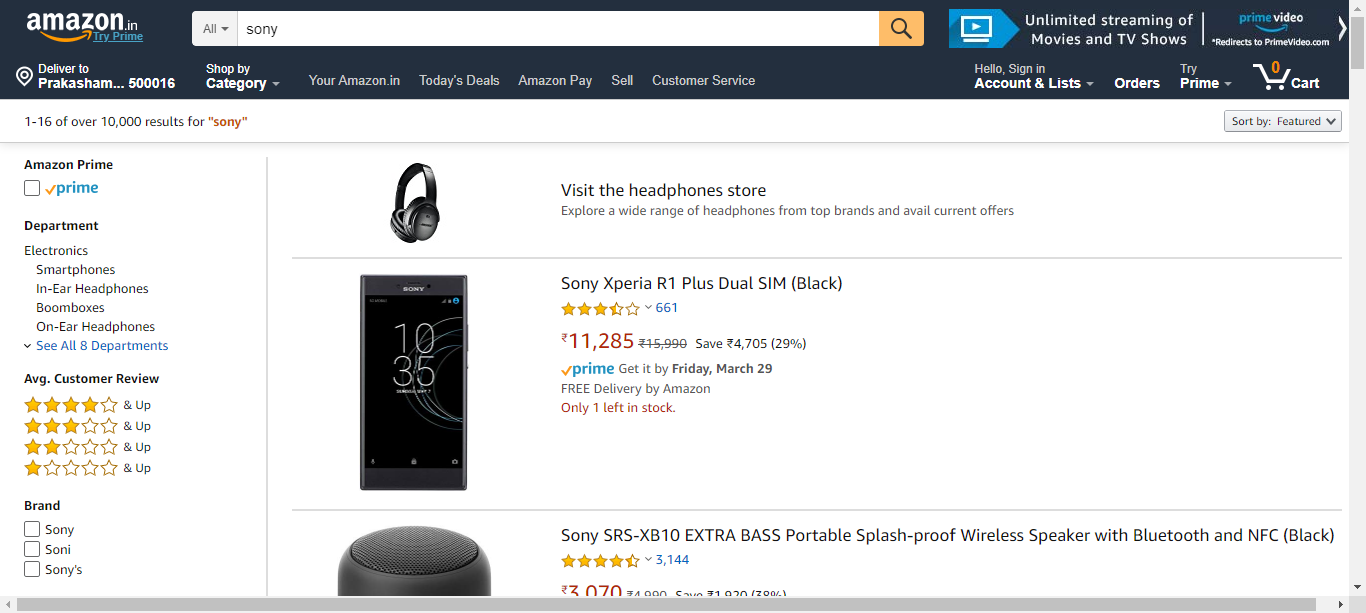 amazon.in
Try Prime
All
sony
Unlimited streaming of
Movies and TV Shows
prime video
*Redirects to PrimeVideo.com
Deliver to
Prakasham... 500016
Shop by
Category
Your Amazon.in
Today's Deals
Amazon Pay
Sell
Customer Service
Hello, Sign in
Account & Lists
Orders
Try
Prime
0
Cart
1-16 of over 10,000 results for "sony"
Sort by: Featured
Amazon Prime
prime
Department
Electronics
Smartphones
In-Ear Headphones
Boomboxes
On-Ear Headphones
See All 8 Departments
Avg. Customer Review
& Up
& Up
& Up
& Up
Brand
Sony
Soni
Sony's
Visit the headphones store
Explore a wide range of headphones from top brands and avail current offers
SONY
10
35
Sony Xperia R1 Plus Dual SIM (Black)
661
₹11,285 ₹15,990 Save ₹4,705 (29%)
prime Get it by Friday, March 29
FREE Delivery by Amazon
Only 1 left in stock.
Sony SRS-XB10 EXTRA BASS Portable Splash-proof Wireless Speaker with Bluetooth and NFC (Black)
3,144
₹3,070 ₹4,990 Save ₹1,920 (38%)